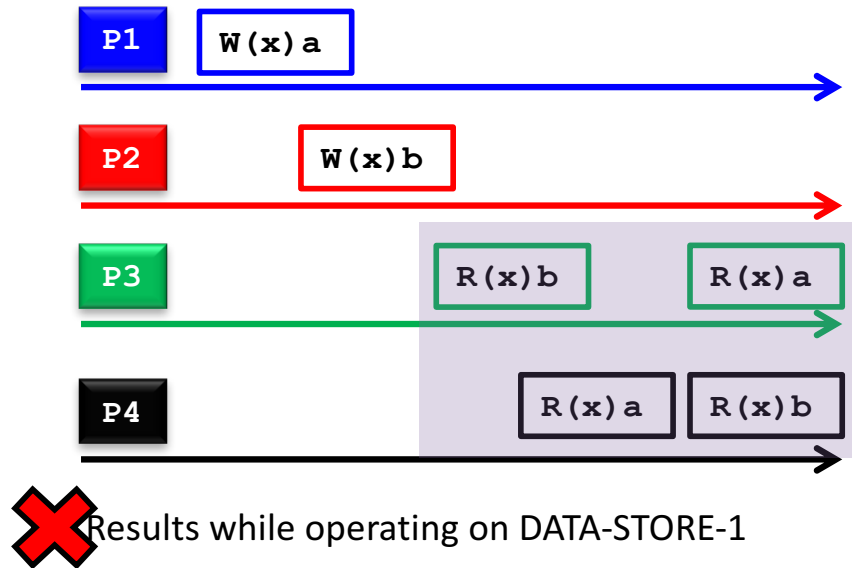 P1 W(x)a
P2 W(x)b
P3 R(x)b R(x)a
P4 R(x)a R(x)b
Results while operating on DATA-STORE-1